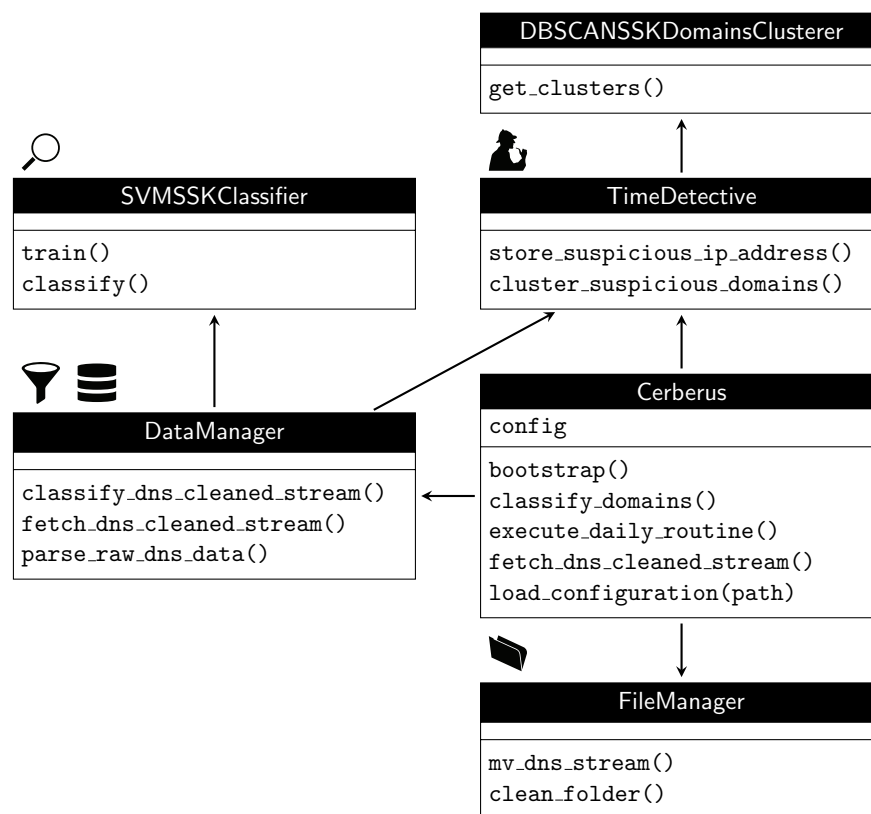 DBSCANSSKDomainsClusterer
get_clusters()
SVMSSKClassifier
train()
classify()
TimeDetective
store_suspicious_ip_address()
cluster_suspicious_domains()
DataManager
classify_dns_cleaned_stream()
fetch_dns_cleaned_stream()
parse_raw_dns_data()
Cerberus
config
bootstrap()
classify_domains()
execute_daily_routine()
fetch_dns_cleaned_stream()
load_configuration(path)
FileManager
mv_dns_stream()
clean_folder()